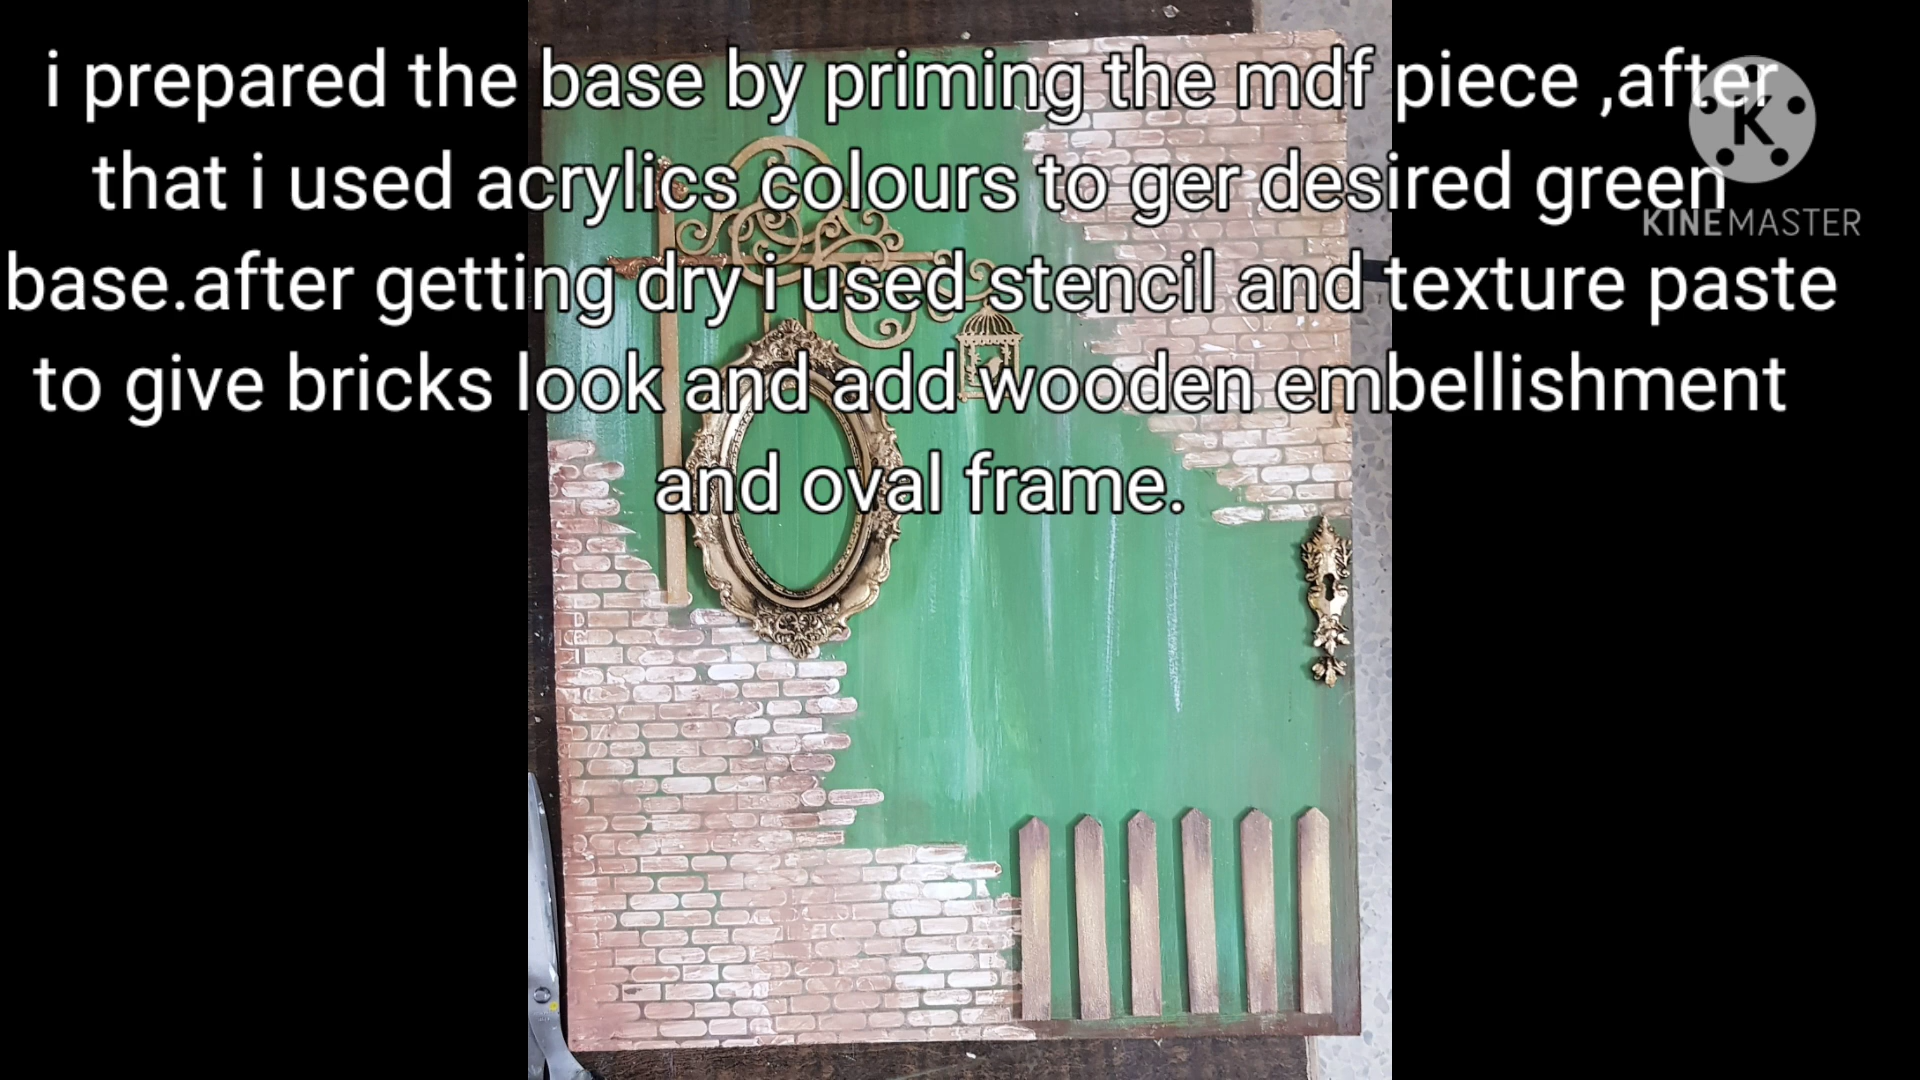 i prepared the base by priming the mdf piece ,after
that i used acrylics colours to ger desired green
base.after getting dry i used stencil and texture paste
to give bricks look and add wooden embellishment
and oval frame.
K
KINEMASTER